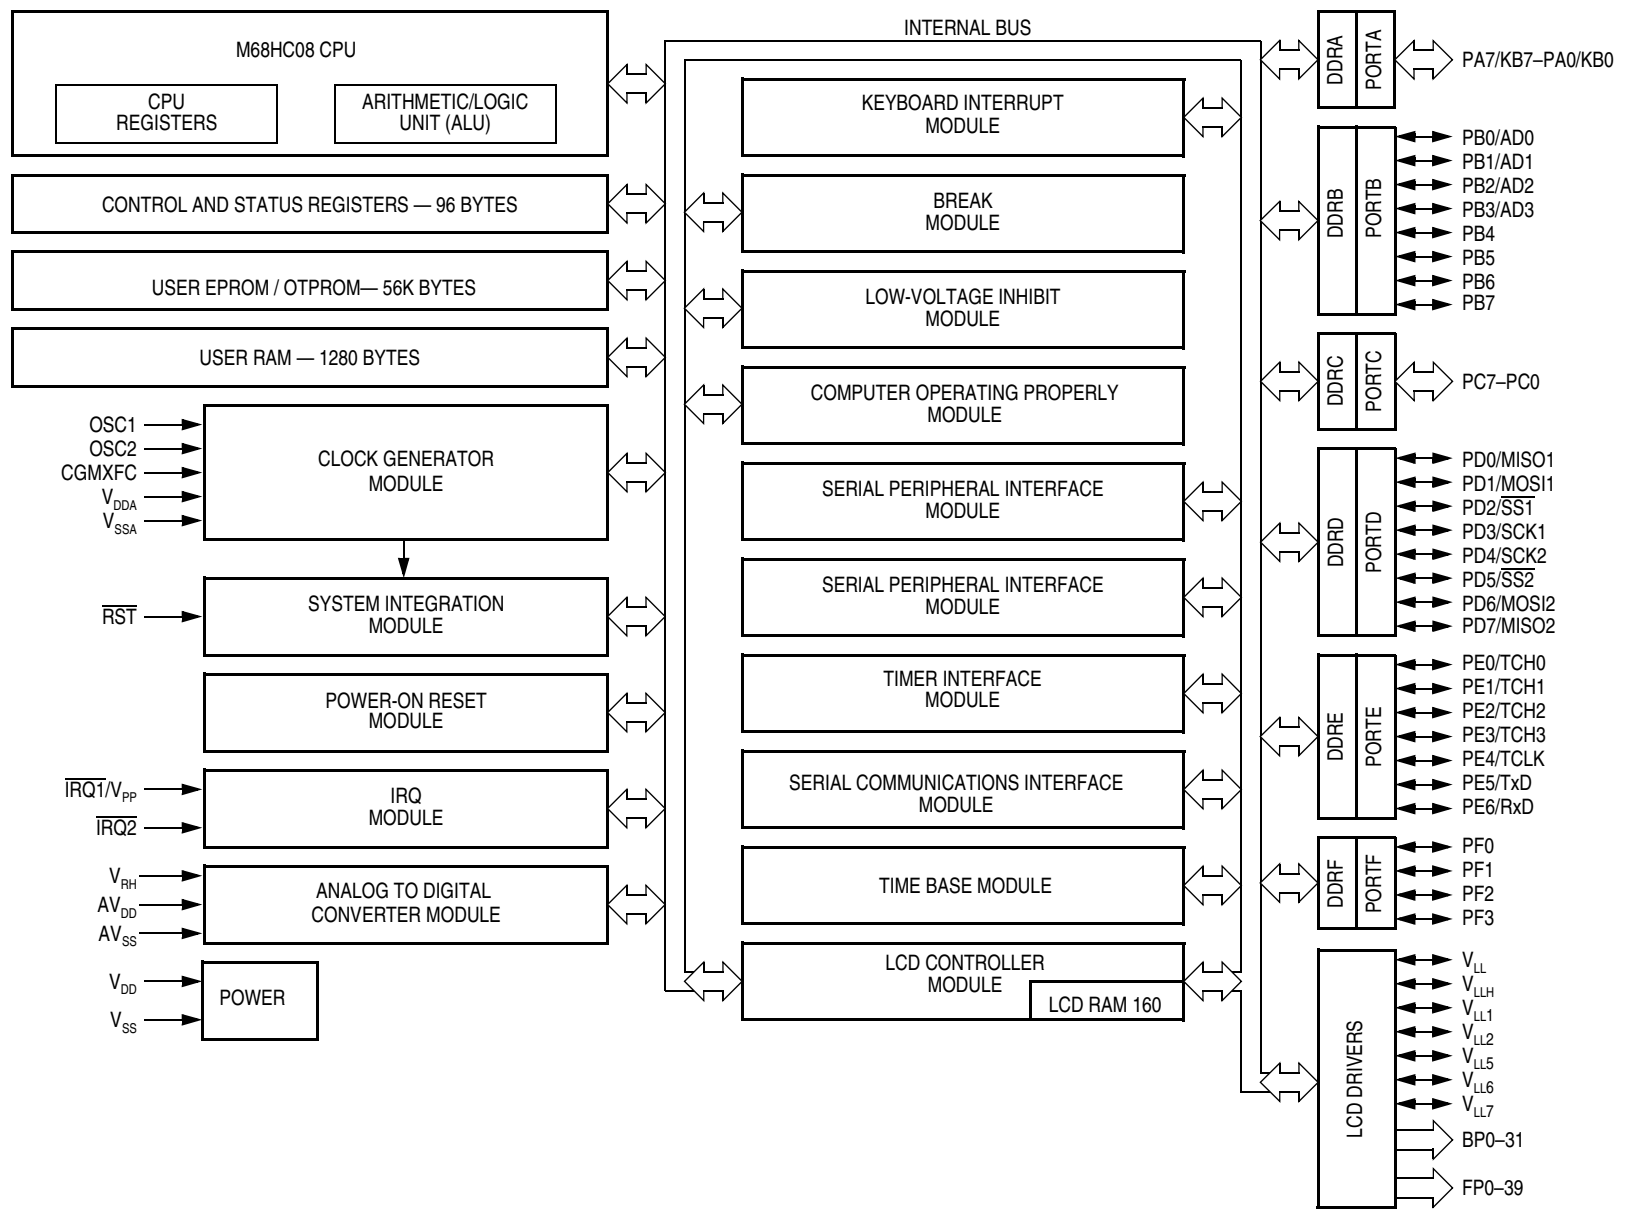 INTERNAL BUS
M68HC08 CPU
CPU
REGISTERS
ARITHMETIC/LOGIC
UNIT (ALU)
CONTROL AND STATUS REGISTERS — 96 BYTES
USER EPROM / OTPROM— 56K BYTES
USER RAM — 1280 BYTES
OSC1
OSC2
CGMXFC
VDDA
VSSA
CLOCK GENERATOR
MODULE
RST
SYSTEM INTEGRATION
MODULE
POWER-ON RESET
MODULE
IRQ1/VPP
IRQ2
IRQ
MODULE
VRH
AVDD
AVSS
ANALOG TO DIGITAL
CONVERTER MODULE
VDD
VSS
POWER
KEYBOARD INTERRUPT
MODULE
BREAK
MODULE
LOW-VOLTAGE INHIBIT
MODULE
COMPUTER OPERATING PROPERLY
MODULE
SERIAL PERIPHERAL INTERFACE
MODULE
SERIAL PERIPHERAL INTERFACE
MODULE
TIMER INTERFACE
MODULE
SERIAL COMMUNICATIONS INTERFACE
MODULE
TIME BASE MODULE
LCD CONTROLLER
MODULE
LCD RAM 160
DDRA
PORTA
PA7/KB7–PA0/KB0
DDRB
PORTB
PB0/AD0
PB1/AD1
PB2/AD2
PB3/AD3
PB4
PB5
PB6
PB7
DDRC
PORTC
PC7–PC0
DDRD
PORTD
PD0/MISO1
PD1/MOSI1
PD2/SS1
PD3/SCK1
PD4/SCK2
PD5/SS2
PD6/MOSI2
PD7/MISO2
DDRE
PORTE
PE0/TCH0
PE1/TCH1
PE2/TCH2
PE3/TCH3
PE4/TCLK
PE5/TxD
PE6/RxD
DDRF
PORTF
PF0
PF1
PF2
PF3
LCD DRIVERS
VLL
VLLH
VLL1
VLL2
VLL5
VLL6
VLL7
BP0–31
FP0–39